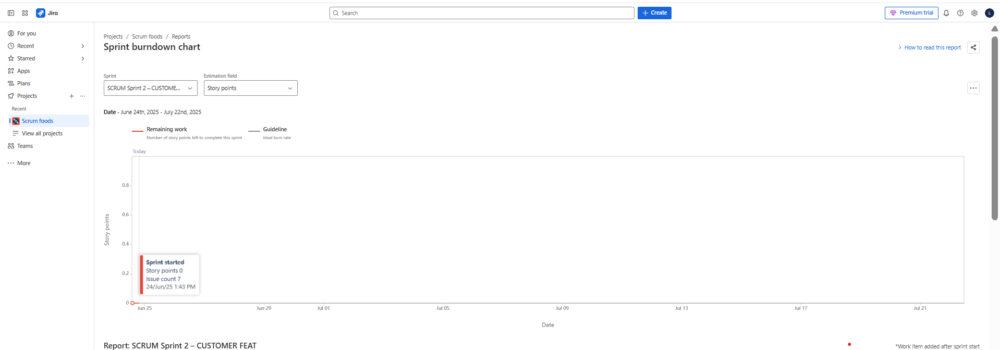 Jira
Search
Create
Premium trial
L
For you
Recent
Starred
Apps
Plans
Projects
Recent
Scrum foods
View all projects
Teams
More
Projects / Scrum foods / Reports
Sprint burndown chart
How to read this report
Sprint
Estimation field
SCRUM Sprint 2 – CUSTOME...
Story points
Date - June 24th, 2025 - July 22nd, 2025
Remaining work
Number of story points left to complete this sprint
Guideline
Ideal burn rate
Today
0.8
0.6
0.4
0.2
0
Story points
Sprint started
Story points 0
Issue count 7
24/Jun/25 1:43 PM
Jun 25
Jun 29
Jul 01
Jul 05
Jul 09
Jul 13
Jul 17
Jul 21
Date
Report: SCRUM Sprint 2 – CUSTOMER FEAT
*Work item added after sprint start